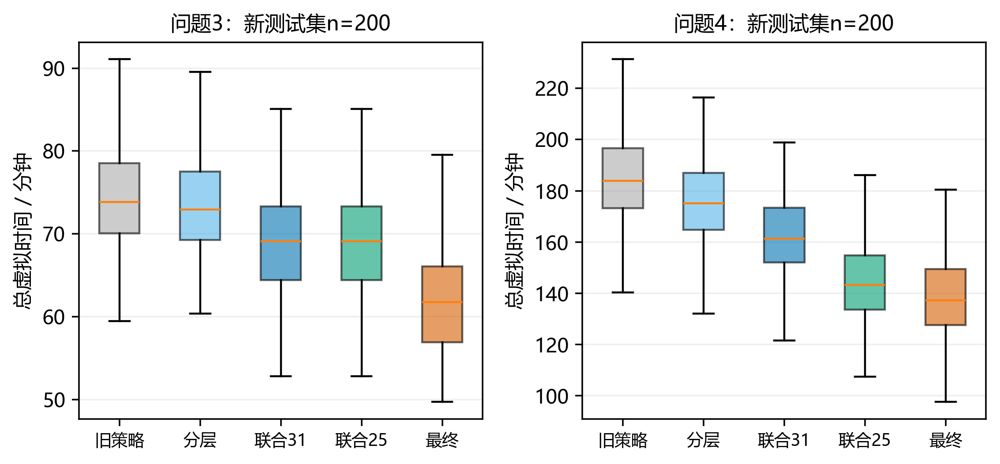 问题3：新测试集n=200
总虚拟时间 / 分钟
90
80
70
60
50
旧策略
分层
联合31
联合25
最终
问题4：新测试集n=200
总虚拟时间 / 分钟
220
200
180
160
140
120
100
旧策略
分层
联合31
联合25
最终